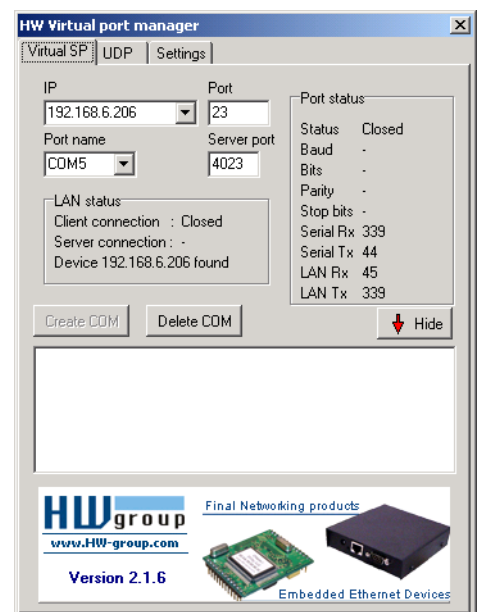 HW Virtual port manager
Virtual SP UDP Settings
IP Port
192.168.6.206 23
Port name Server port
COM5 4023
LAN status
Client connection : Closed
Server connection : -
Device 192.168.6.206 found
Port status
Status Closed
Baud -
Bits -
Parity -
Stop bits -
Serial Rx 339
Serial Tx 44
LAN Rx 45
LAN Tx 339
Create COM Delete COM Hide
HW group
www.HW-group.com
Version 2.1.6
Final Networking products
Embedded Ethernet Devices